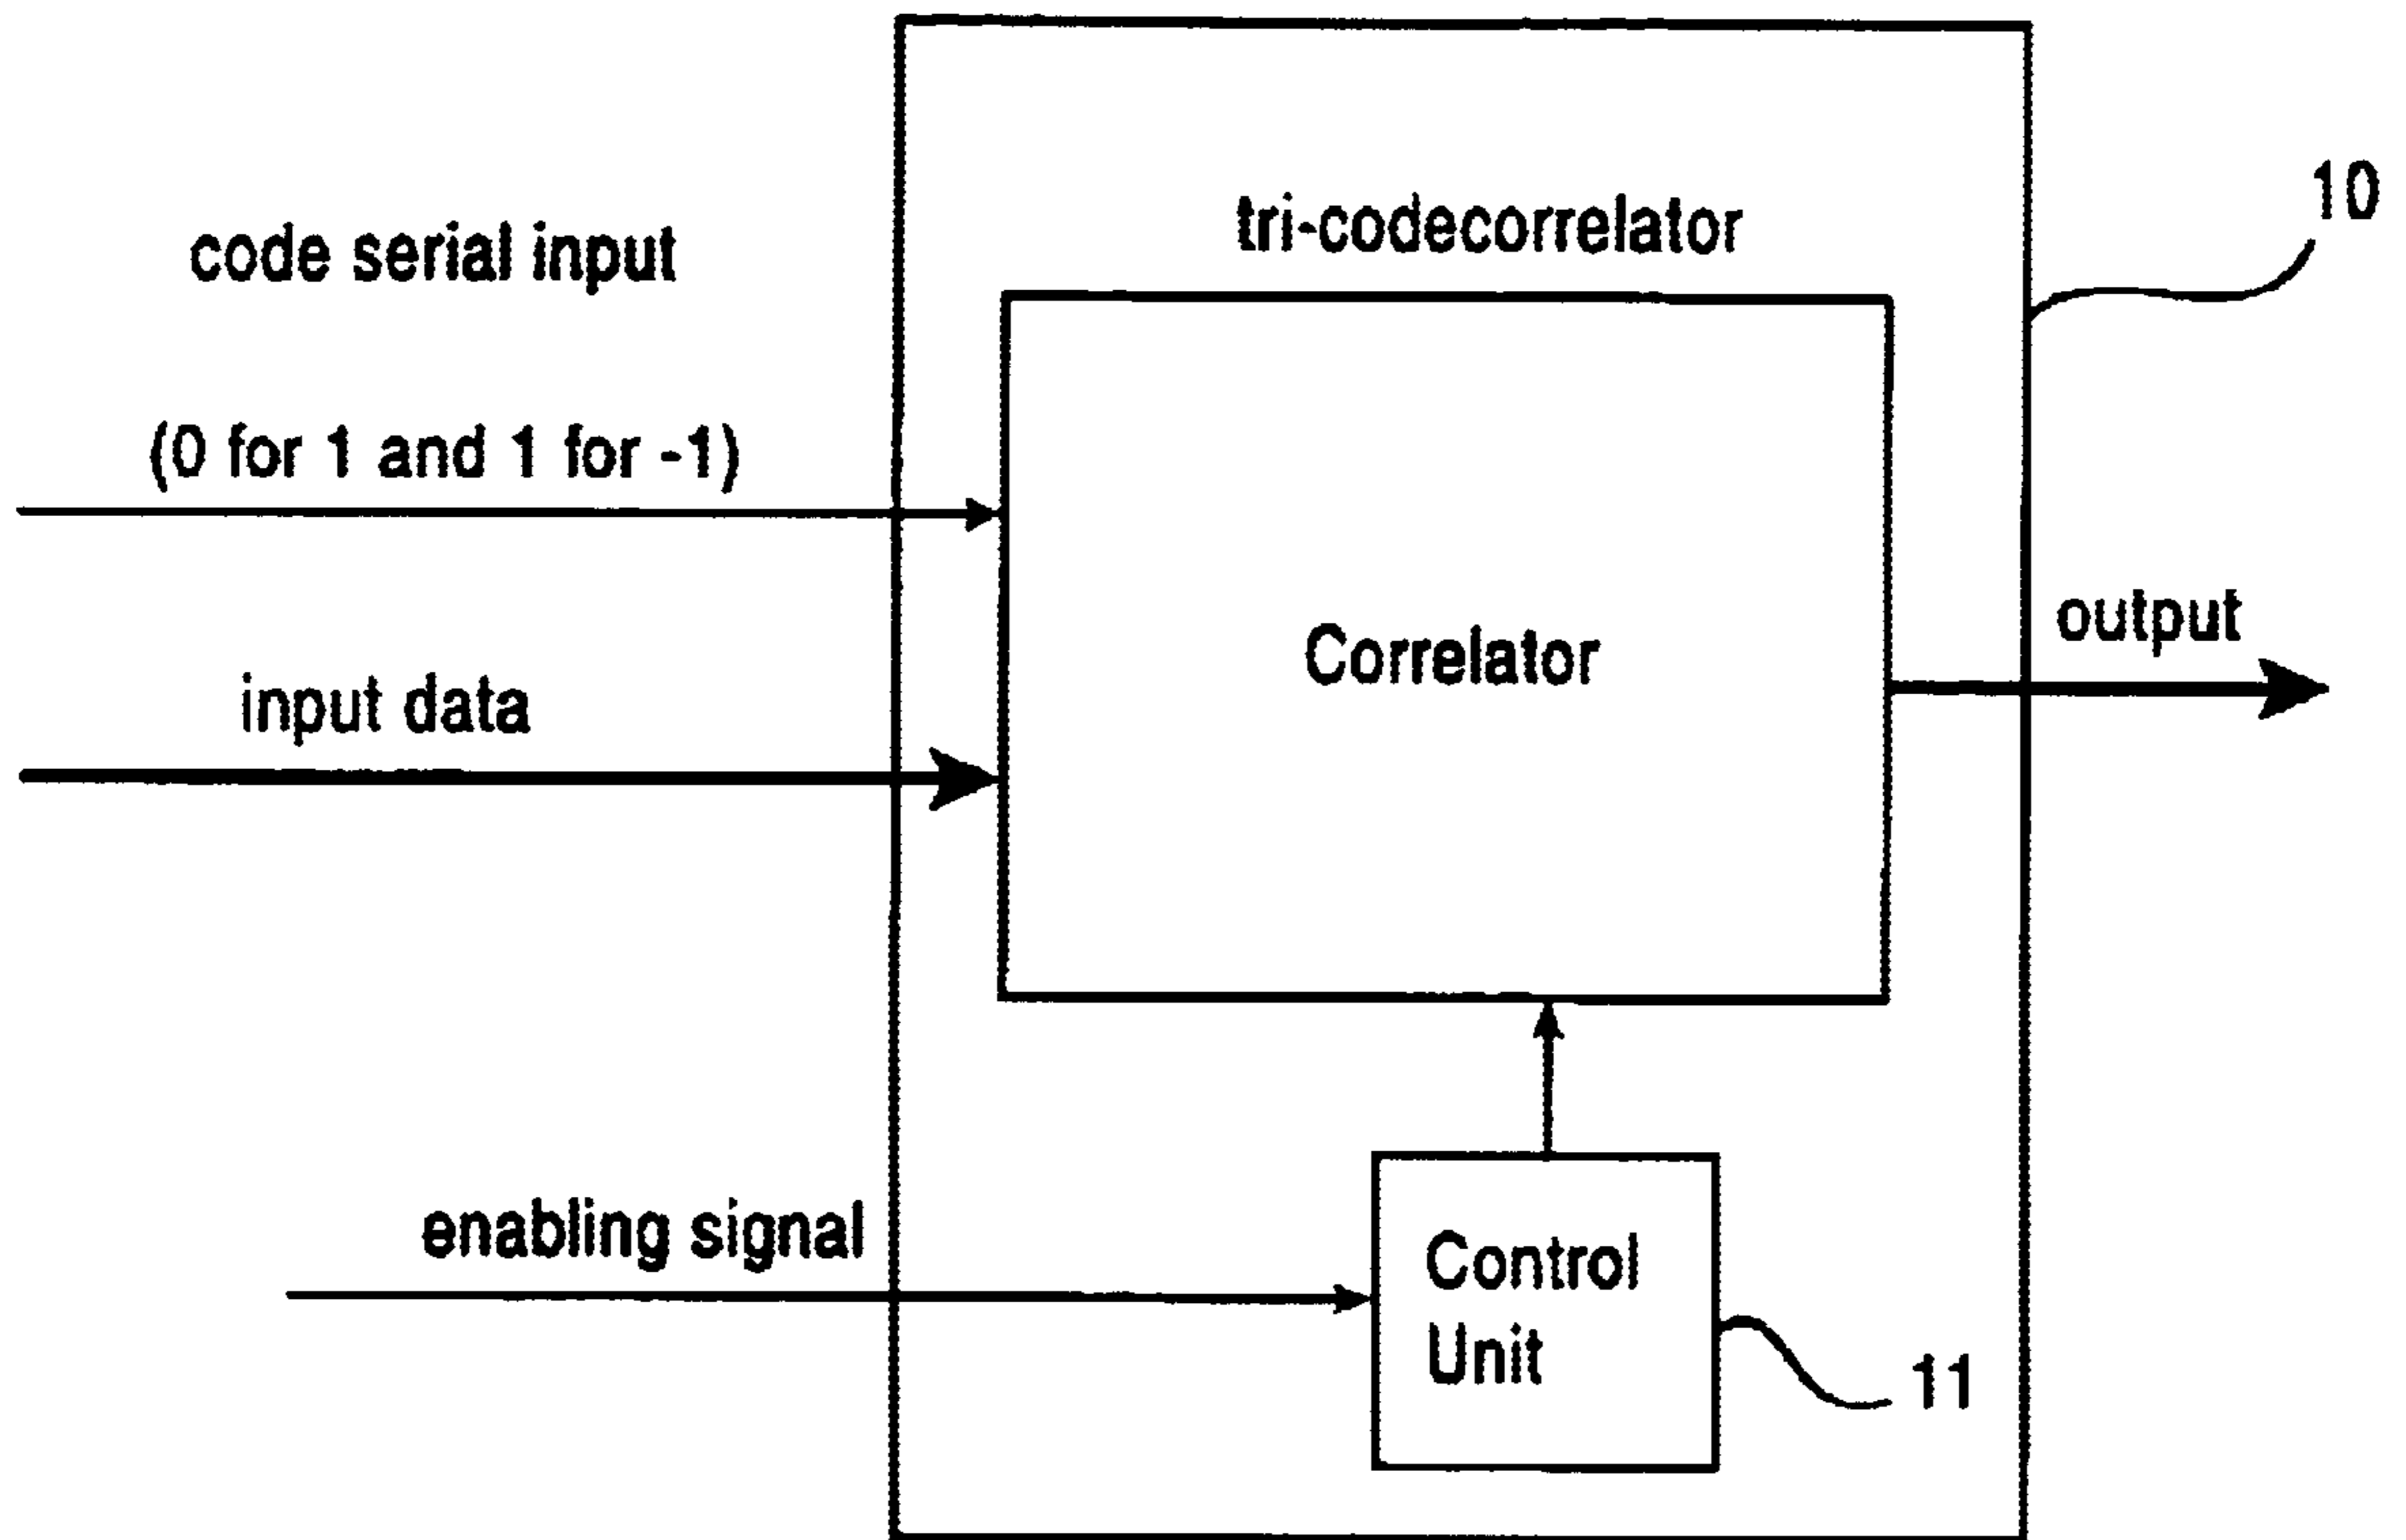 tri-codecorrelator
10
code serial input
(0 for 1 and 1 for -1)
input data
Correlator
output
enabling signal
Control
Unit
11